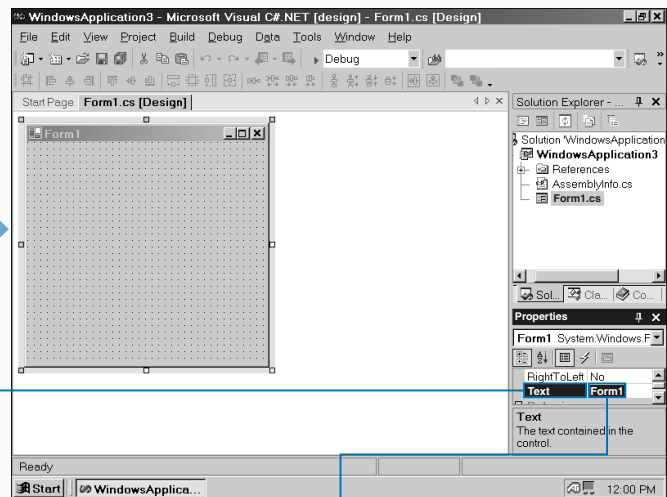 WindowsApplication3 - Microsoft Visual C#.NET [design] - Form1.cs [Design]
File Edit View Project Build Debug Data Tools Window Help
Debug
Start Page Form1.cs [Design]
Form1
Solution Explorer - ...
Solution 'WindowsApplication
WindowsApplication3
References
AssemblyInfo.cs
Form1.cs
Sol... Cla... Co...
Properties
Form1 System.Windows.F
RightToLeft No
Text Form1
Text
The text contained in the
control.
Ready
Start WindowsApplica... 12:00 PM